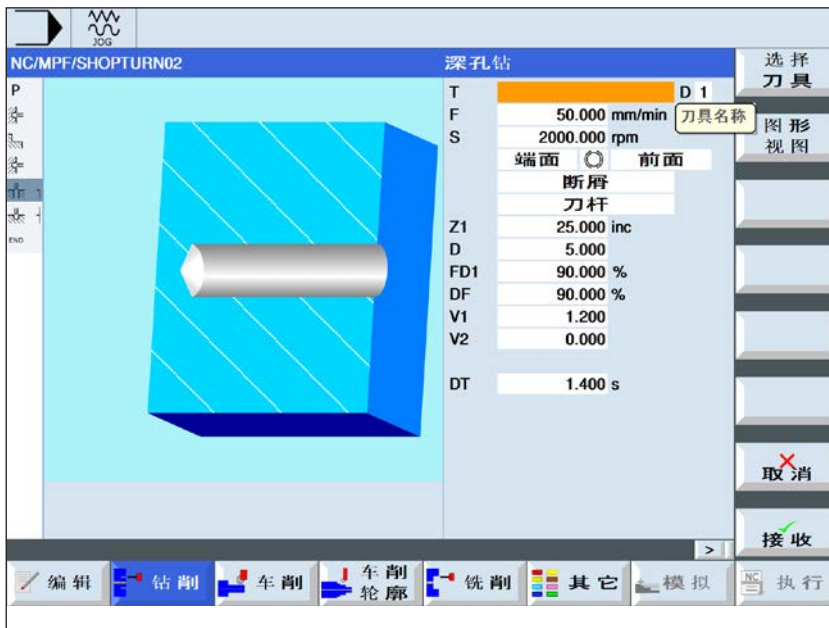 JOG
NC/MPF/SHOPTURN02
深孔钻
选择
刀具
P
T D 1
F 50.000 mm/min
刀具名称
图形
视图
S 2000.000 rpm
端面 前面
断屑
刀杆
Z1 25.000 inc
D 5.000
FD1 90.000 %
DF 90.000 %
V1 1.200
V2 0.000
DT 1.400 s
END
取消
接收
>
编辑
钻削
车削
车削
轮廓
铣削
其它
模拟
NC
执行